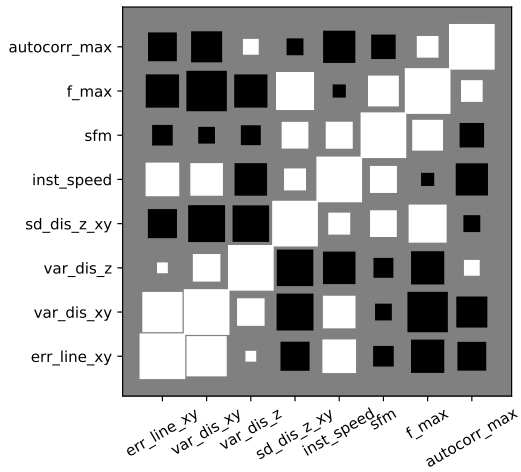 autocorr_max
f_max
sfm
inst_speed
sd_dis_z_xy
var_dis_z
var_dis_xy
err_line_xy
err_line_xy
var_dis_xy
var_dis_z
sd_dis_z_xy
inst_speed
sfm
f_max
autocorr_max